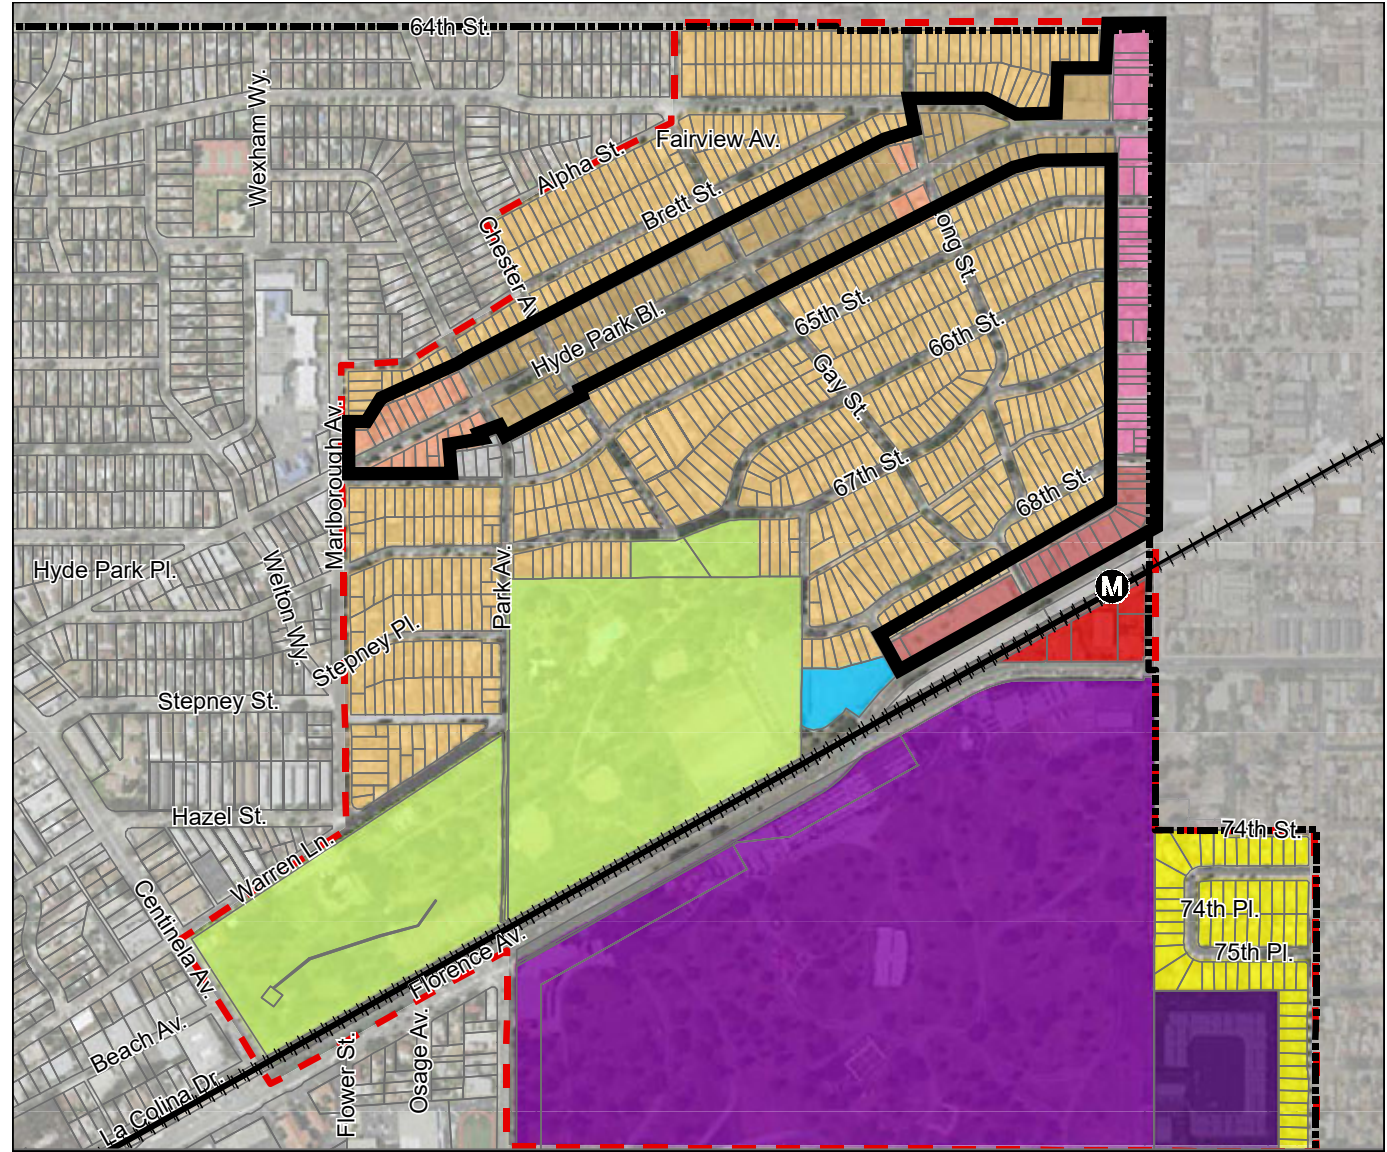 64th St.
Wexham Wy.
Fairview Av.
Alpha St.
Brett St.
Chester Av
ong St.
65th St.
Hyde Park Bl.
66th St.
Gay St.
Marlborough Av.
67th St.
68th St.
Hyde Park Pl.
Welton Wy.
Park Av.
M
Stepney Pl.
Stepney St.
Hazel St.
74th St.
Warren Ln.
Centinela Av.
74th Pl.
Florence Av.
75th Pl.
Beach Av.
Flower St.
Osage Av.
La Colina Dr.